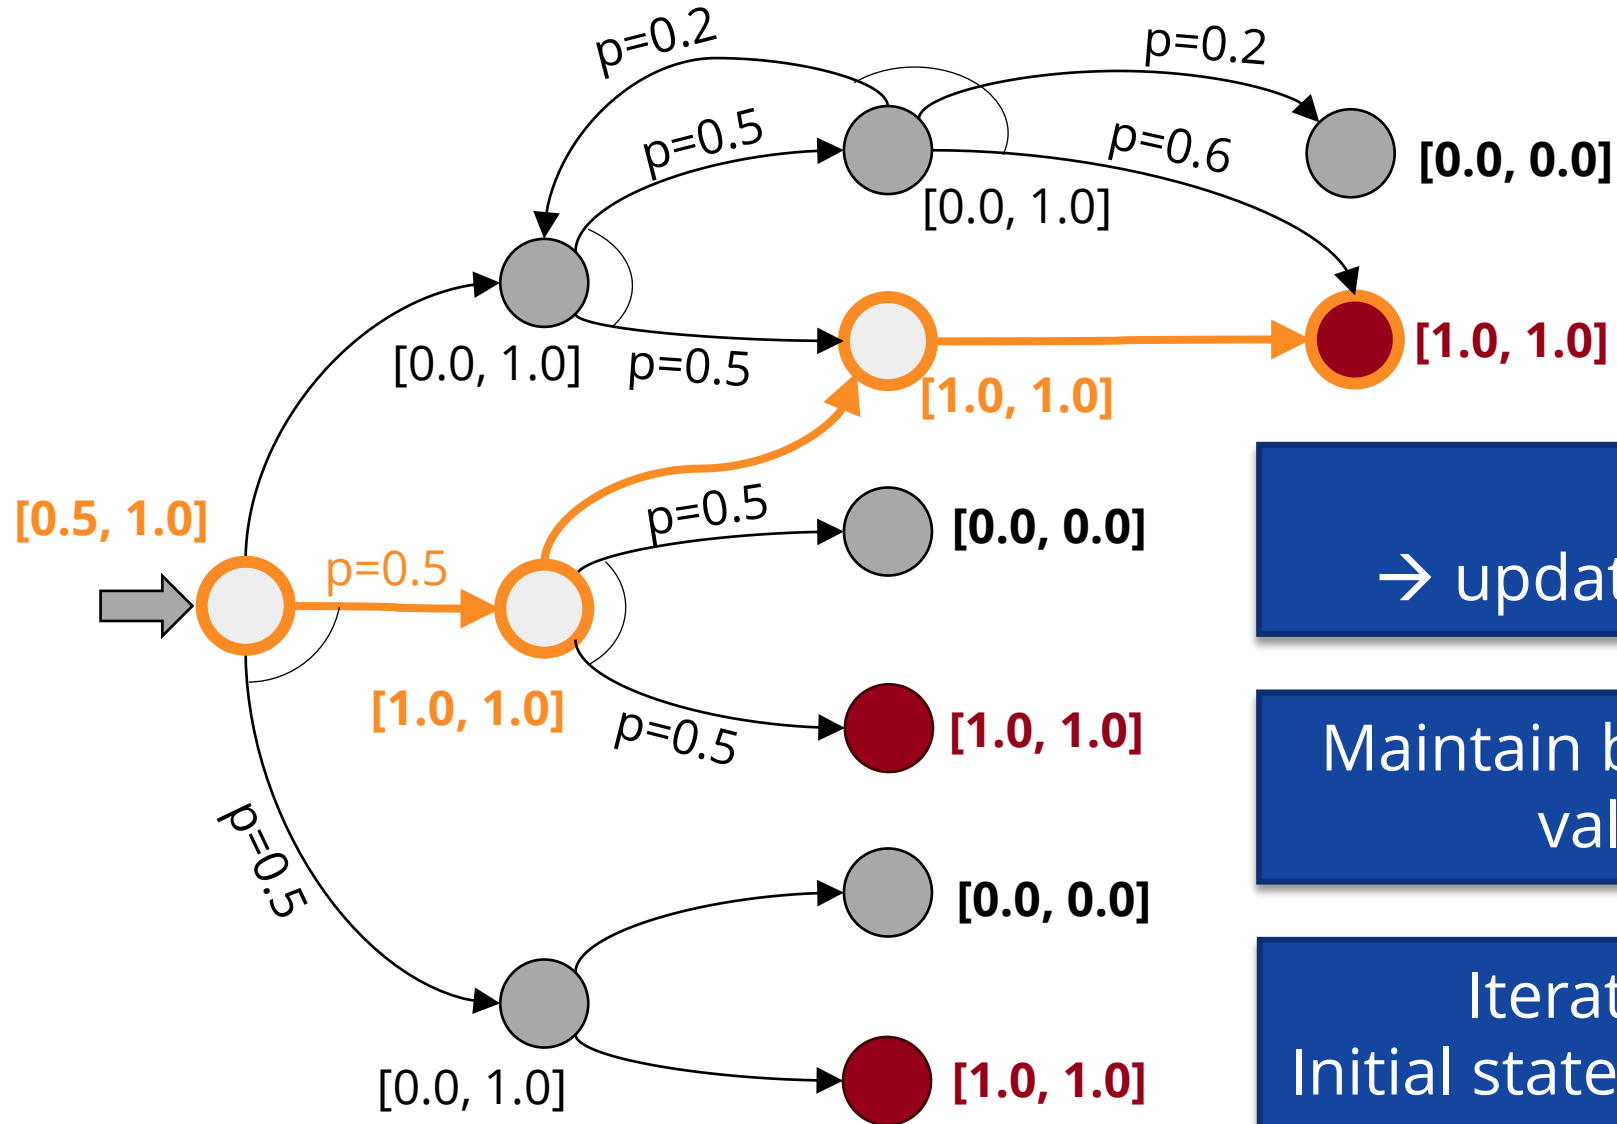 p=0.2
p=0.2
p=0.5
p=0.6
[0.0, 0.0]
[0.0, 1.0]
[0.0, 1.0]
p=0.5
[1.0, 1.0]
[1.0, 1.0]
[0.5, 1.0]
p=0.5
p=0.5
[0.0, 0.0]
→ updat
[1.0, 1.0]
p=0.5
[1.0, 1.0]
Maintain b
val
p=0.5
[0.0, 0.0]
[0.0, 1.0]
[1.0, 1.0]
Iterat
Initial state